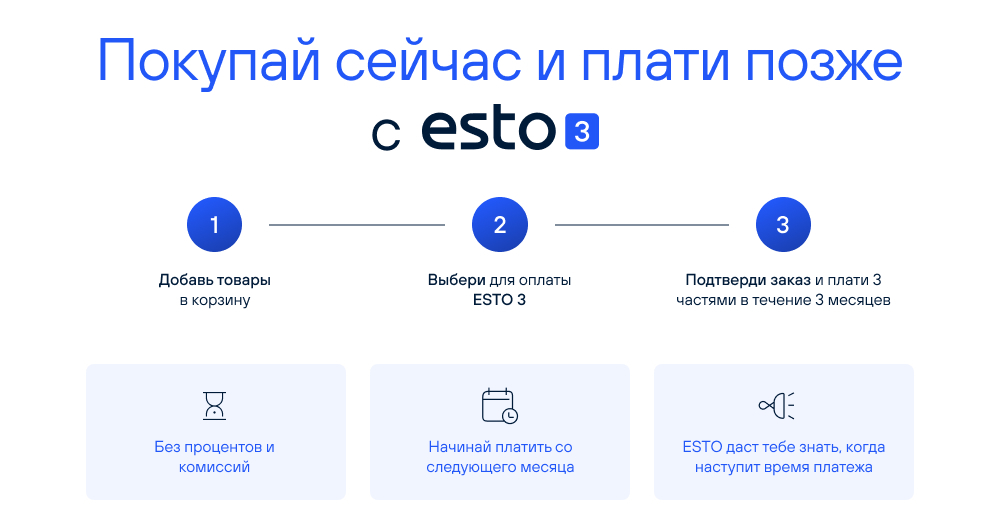 Покупай сейчас и плати позже
с esto 3
1
2
3
Добавь товары
в корзину
Выбери для оплаты
ESTO 3
Подтверди заказ и плати 3
частями в течение 3 месяцев
Без процентов и
комиссий
Начинай платить со
следующего месяца
ESTO даст тебе знать, когда
наступит время платежа